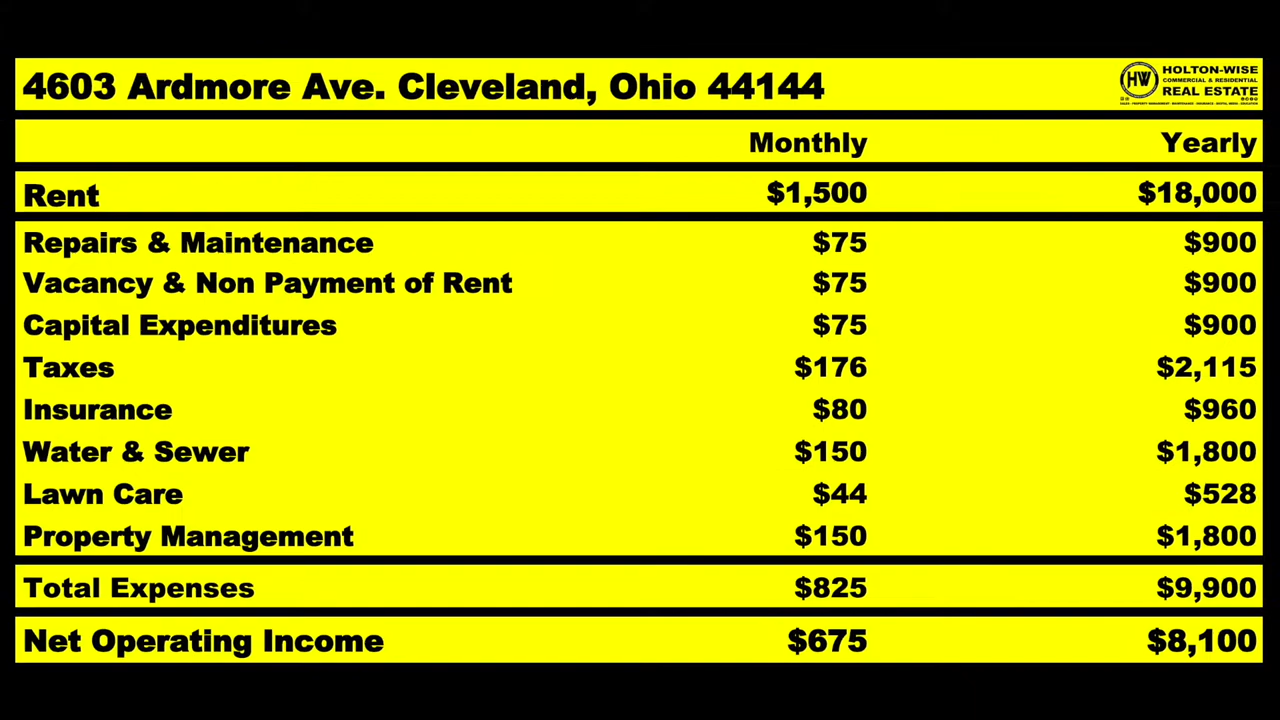 4603 Ardmore Ave. Cleveland, Ohio 44144
HW
HOLTON-WISE
COMMERCIAL & RESIDENTIAL
REAL ESTATE
Monthly Yearly
Rent $1,500 $18,000
Repairs & Maintenance $75 $900
Vacancy & Non Payment of Rent $75 $900
Capital Expenditures $75 $900
Taxes $176 $2,115
Insurance $80 $960
Water & Sewer $150 $1,800
Lawn Care $44 $528
Property Management $150 $1,800
Total Expenses $825 $9,900
Net Operating Income $675 $8,100